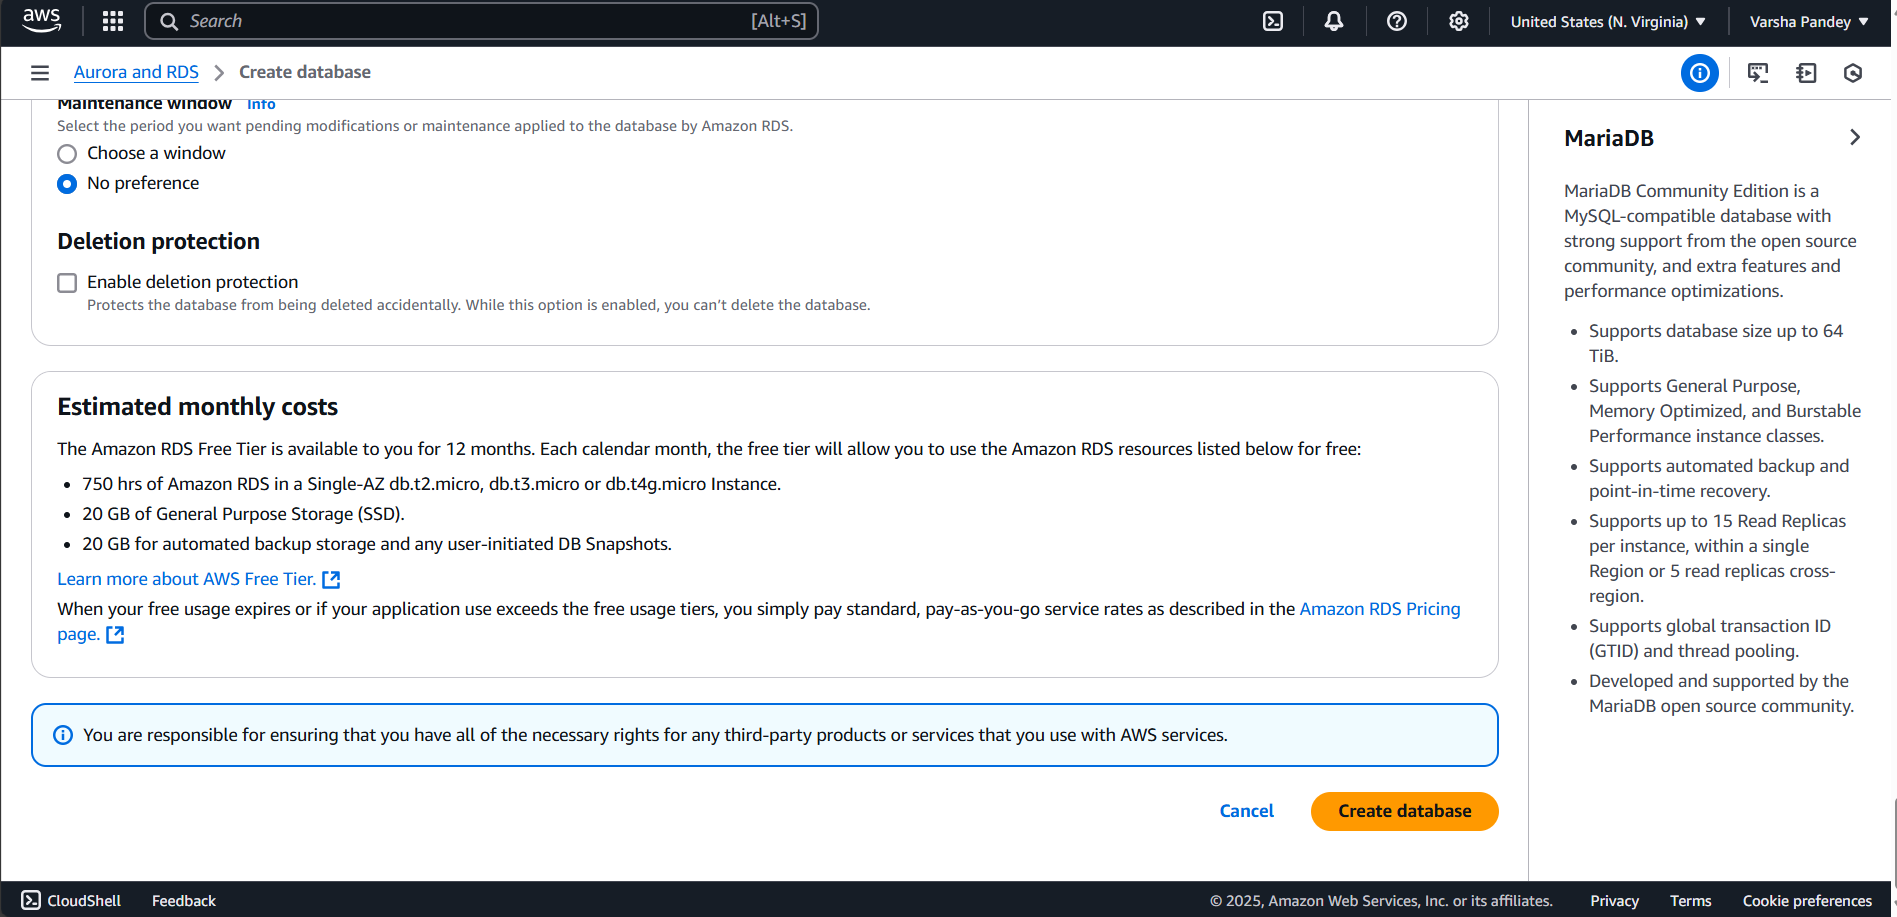 aws
Search [Alt+S]
United States (N. Virginia)
Varsha Pandey
Aurora and RDS
Create database
Maintenance window Info
Select the period you want pending modifications or maintenance applied to the database by Amazon RDS.
Choose a window
No preference
Deletion protection
Enable deletion protection
Protects the database from being deleted accidentally. While this option is enabled, you can’t delete the database.
Estimated monthly costs
The Amazon RDS Free Tier is available to you for 12 months. Each calendar month, the free tier will allow you to use the Amazon RDS resources listed below for free:
• 750 hrs of Amazon RDS in a Single-AZ db.t2.micro, db.t3.micro or db.t4g.micro Instance.
• 20 GB of General Purpose Storage (SSD).
• 20 GB for automated backup storage and any user-initiated DB Snapshots.
Learn more about AWS Free Tier.
When your free usage expires or if your application use exceeds the free usage tiers, you simply pay standard, pay-as-you-go service rates as described in the Amazon RDS Pricing
page.
You are responsible for ensuring that you have all of the necessary rights for any third-party products or services that you use with AWS services.
Cancel
Create database
MariaDB
MariaDB Community Edition is a
MySQL-compatible database with
strong support from the open source
community, and extra features and
performance optimizations.
• Supports database size up to 64
TiB.
• Supports General Purpose,
Memory Optimized, and Burstable
Performance instance classes.
• Supports automated backup and
point-in-time recovery.
• Supports up to 15 Read Replicas
per instance, within a single
Region or 5 read replicas cross-
region.
• Supports global transaction ID
(GTID) and thread pooling.
• Developed and supported by the
MariaDB open source community.
CloudShell
Feedback
© 2025, Amazon Web Services, Inc. or its affiliates.
Privacy
Terms
Cookie preferences